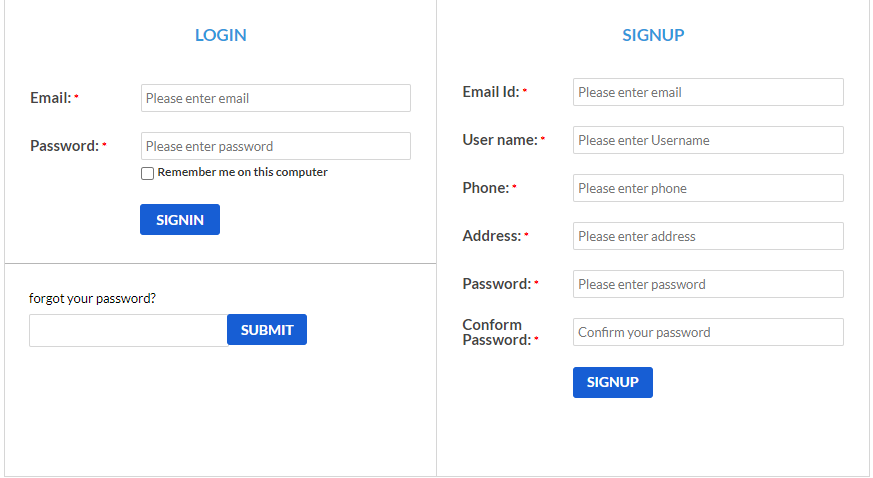 LOGIN
Email: *
Please enter email
Password: *
Please enter password
Remember me on this computer
SIGNIN
forgot your password?
SUBMIT
SIGNUP
Email Id: *
Please enter email
User name: *
Please enter Username
Phone: *
Please enter phone
Address: *
Please enter address
Password: *
Please enter password
Conform
Password: *
Confirm your password
SIGNUP